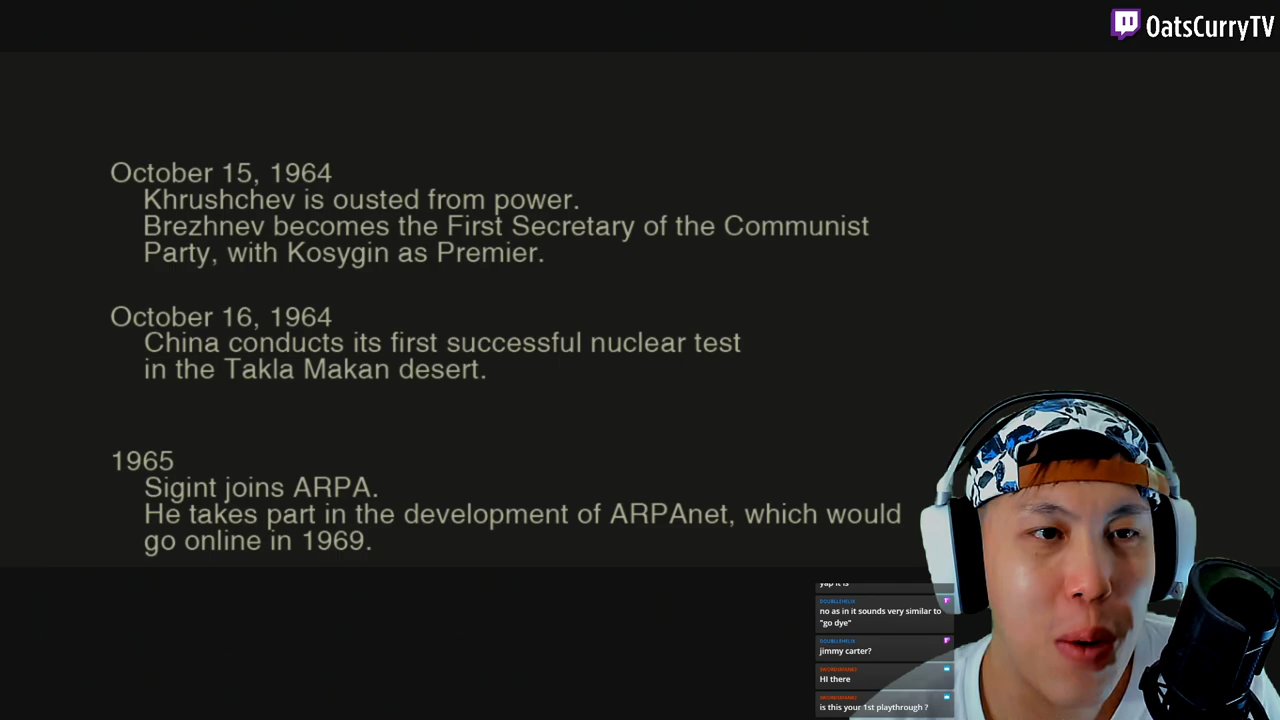 OatsCurryTV
October 15, 1964
Khrushchev is ousted from power.
Brezhnev becomes the First Secretary of the Communist
Party, with Kosygin as Premier.
October 16, 1964
China conducts its first successful nuclear test
in the Takla Makan desert.
1965
Sigint joins ARPA.
He takes part in the development of ARPAnet, which would
go online in 1969.
yap it is
no as in it sounds very similar to
"go dye"
jimmy carter?
HI there
is this your 1st playthrough ?